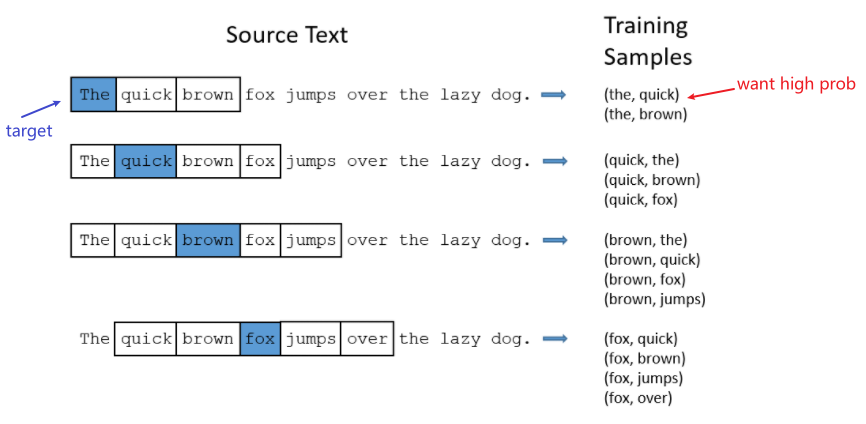 Source Text
Training
Samples
The quick brown fox jumps over the lazy dog.
(the, quick)
want high prob
(the, brown)
target
The quick brown fox jumps over the lazy dog.
(quick, the)
(quick, brown)
(quick, fox)
The quick brown fox jumps over the lazy dog.
(brown, the)
(brown, quick)
(brown, fox)
(brown, jumps)
The quick brown fox jumps over the lazy dog.
(fox, quick)
(fox, brown)
(fox, jumps)
(fox, over)